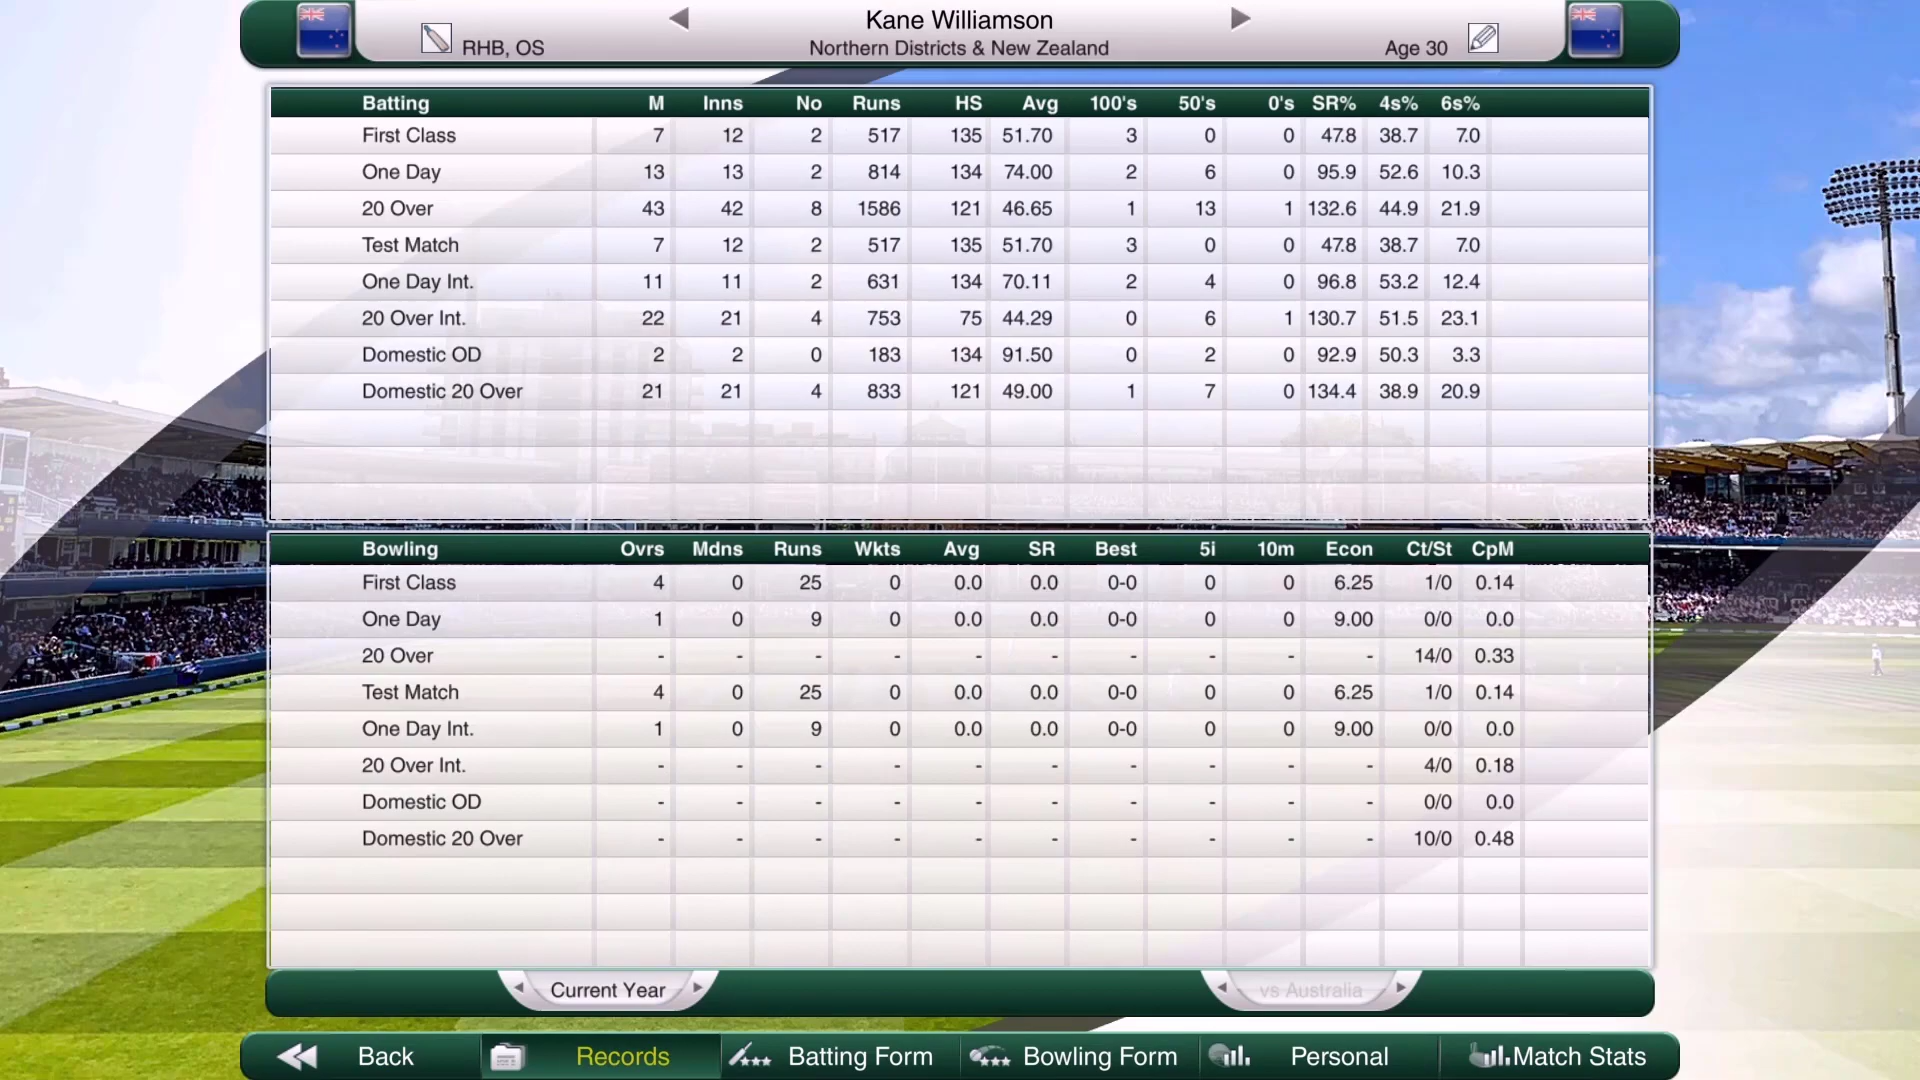 Kane Williamson
RHB, OS Northern Districts & New Zealand Age 30
Batting M Inns No Runs HS Avg 100's 50's 0's SR% 4s% 6s%
First Class 7 12 2 517 135 51.70 3 0 0 47.8 38.7 7.0
One Day 13 13 2 814 134 74.00 2 6 0 95.9 52.6 10.3
20 Over 43 42 8 1586 121 46.65 1 13 1 132.6 44.9 21.9
Test Match 7 12 2 517 135 51.70 3 0 0 47.8 38.7 7.0
One Day Int. 11 11 2 631 134 70.11 2 4 0 96.8 53.2 12.4
20 Over Int. 22 21 4 753 75 44.29 0 6 1 130.7 51.5 23.1
Domestic OD 2 2 0 183 134 91.50 0 2 0 92.9 50.3 3.3
Domestic 20 Over 21 21 4 833 121 49.00 1 7 0 134.4 38.9 20.9
Bowling Ovrs Mdns Runs Wkts Avg SR Best 5i 10m Econ Ct/St CpM
First Class 4 0 25 0 0.0 0.0 0-0 0 0 6.25 1/0 0.14
One Day 1 0 9 0 0.0 0.0 0-0 0 0 9.00 0/0 0.0
20 Over - - - - - - - - - - 14/0 0.33
Test Match 4 0 25 0 0.0 0.0 0-0 0 0 6.25 1/0 0.14
One Day Int. 1 0 9 0 0.0 0.0 0-0 0 0 9.00 0/0 0.0
20 Over Int. - - - - - - - - - - 4/0 0.18
Domestic OD - - - - - - - - - - 0/0 0.0
Domestic 20 Over - - - - - - - - - - 10/0 0.48
Current Year vs Australia
Back Records Batting Form Bowling Form Personal Match Stats